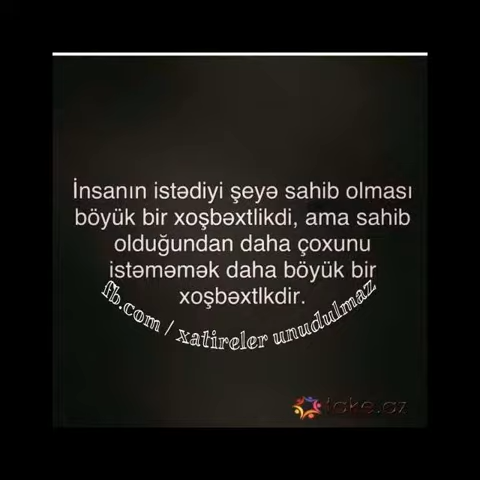 İnsanın istədiyi şeyə sahib olması
böyük bir xoşbəxtlikdi, ama sahib
olduğundan daha çoxunu
istəməmək daha böyük bir
xoşbəxtlkdir.
fb.com / xatireler unudulmaz
take.az